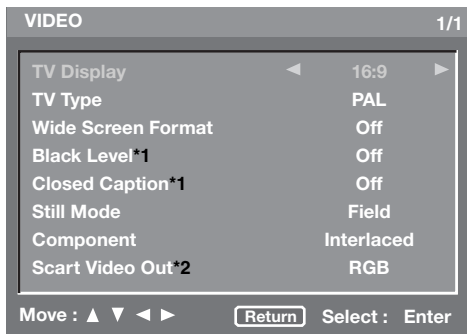 VIDEO 1/1
TV Display ◀ 16:9 ▶
TV Type PAL
Wide Screen Format Off
Black Level*1 Off
Closed Caption*1 Off
Still Mode Field
Component Interlaced
Scart Video Out*2 RGB
Move : ▲ ▼ ◀ ▶ Return Select : Enter